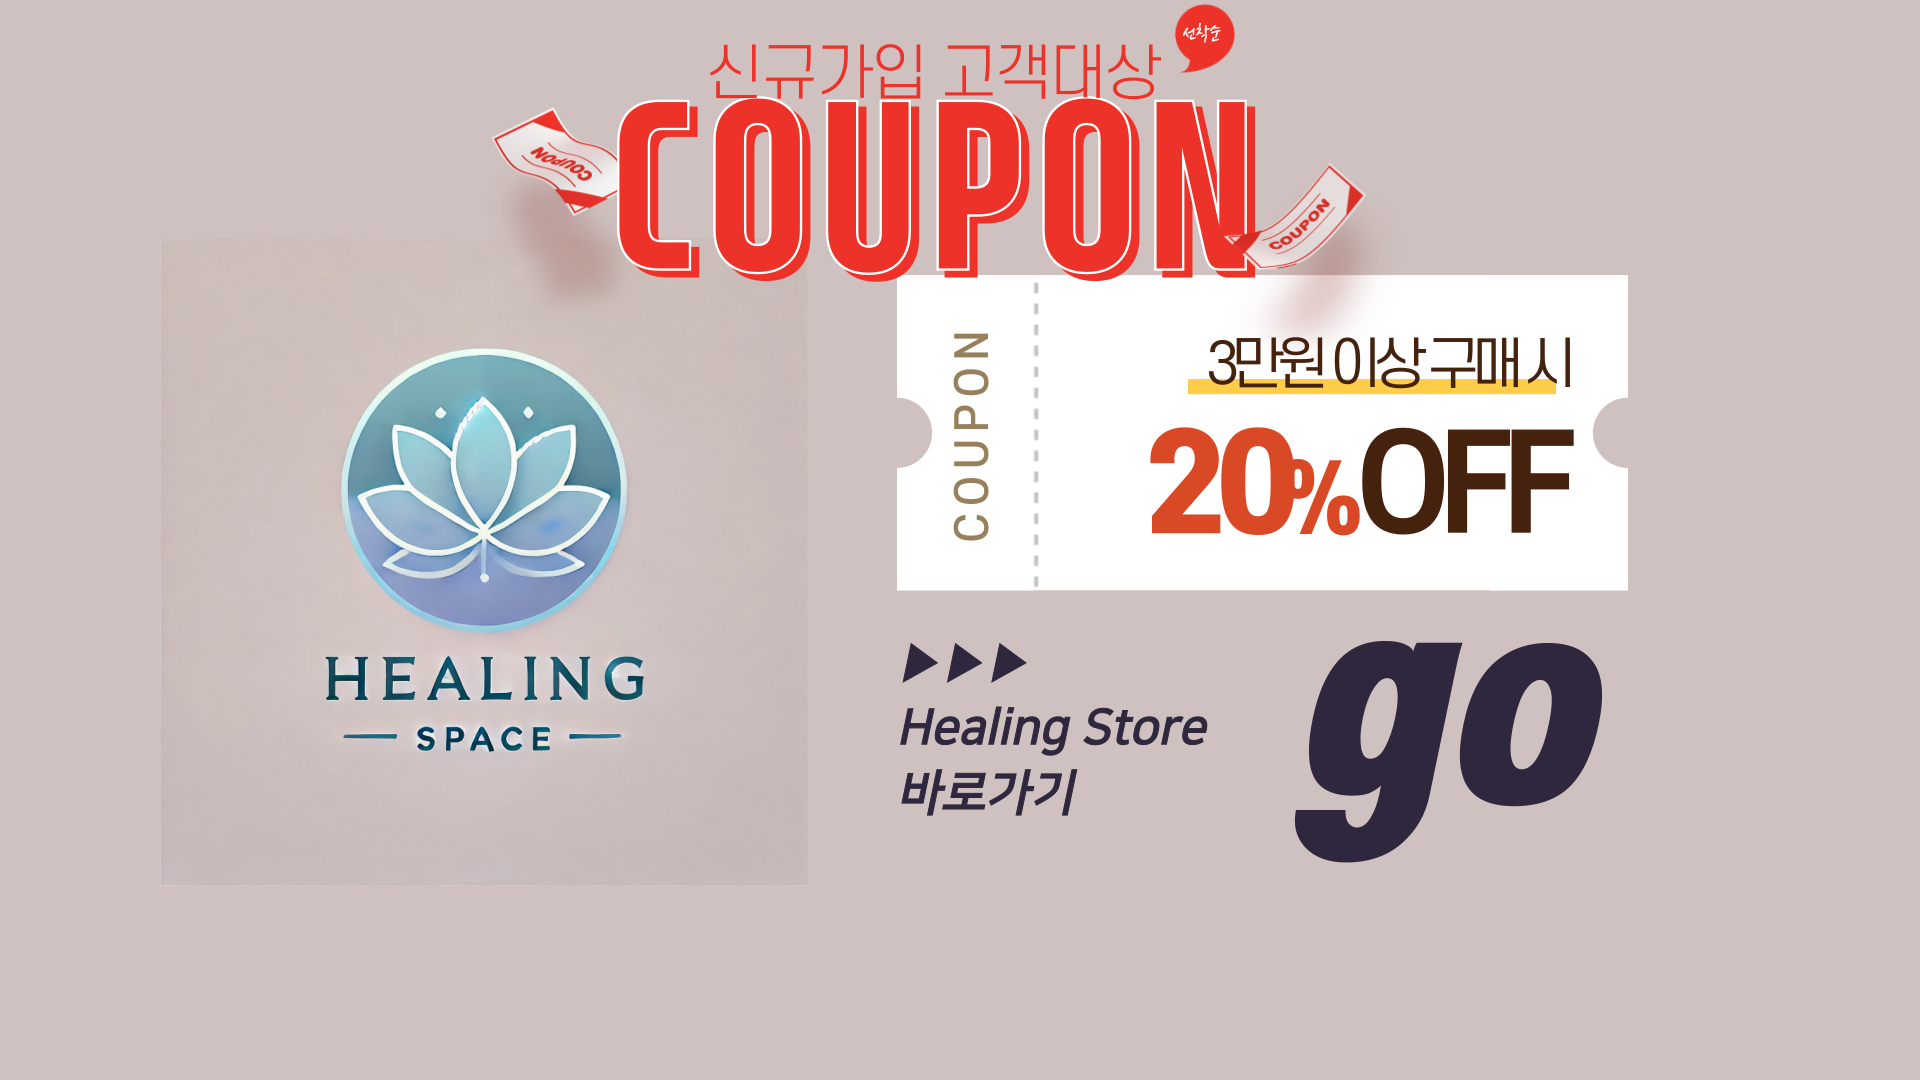 선착순
신규가입 고객대상
COUPON
COUPON
COUPON
COUPON
3만원 이상 구매 시
20% OFF
HEALING
SPACE
Healing Store
바로가기
go